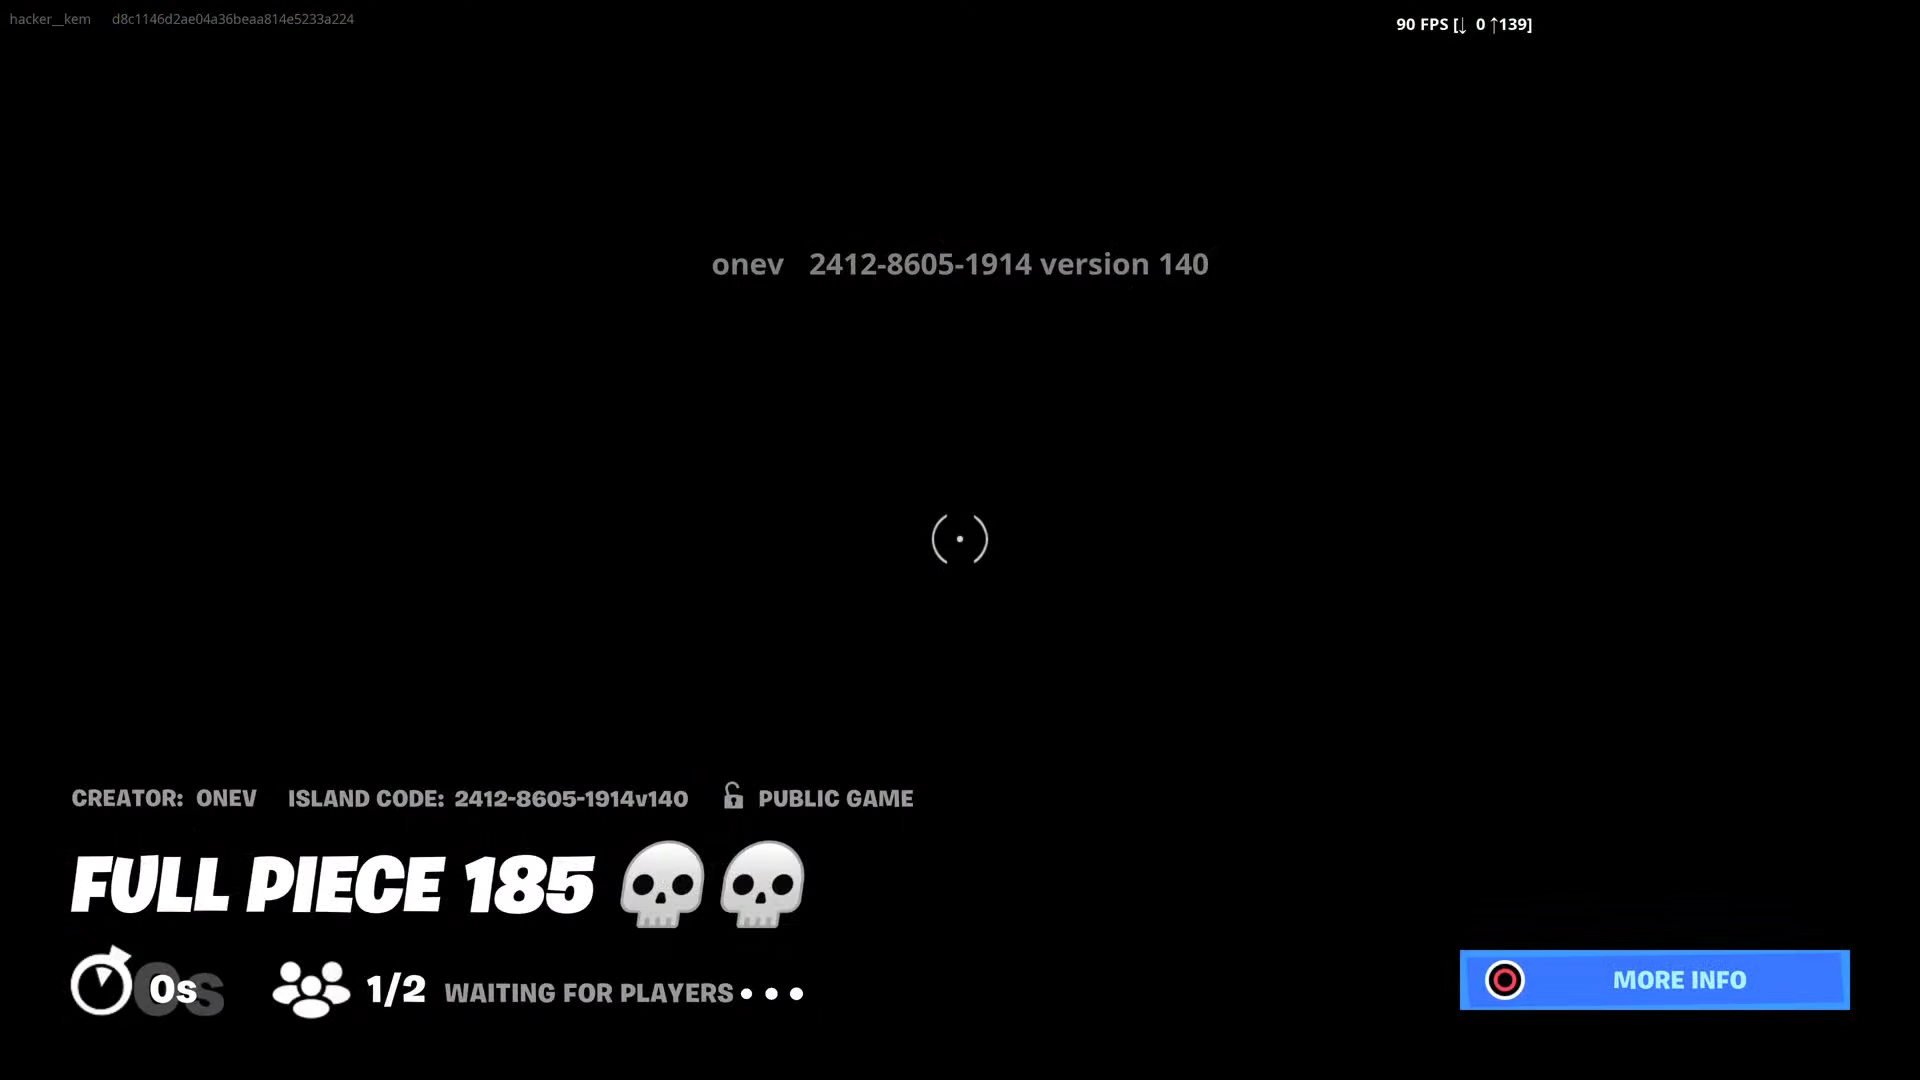 hacker__kem d8c1146d2ae04a36beaa814e5233a224
90 FPS [↓ 0 ↑139]
onev 2412-8605-1914 version 140
CREATOR: ONEV ISLAND CODE: 2412-8605-1914v140 PUBLIC GAME
FULL PIECE 185 💀💀
0s 1/2 WAITING FOR PLAYERS...
MORE INFO